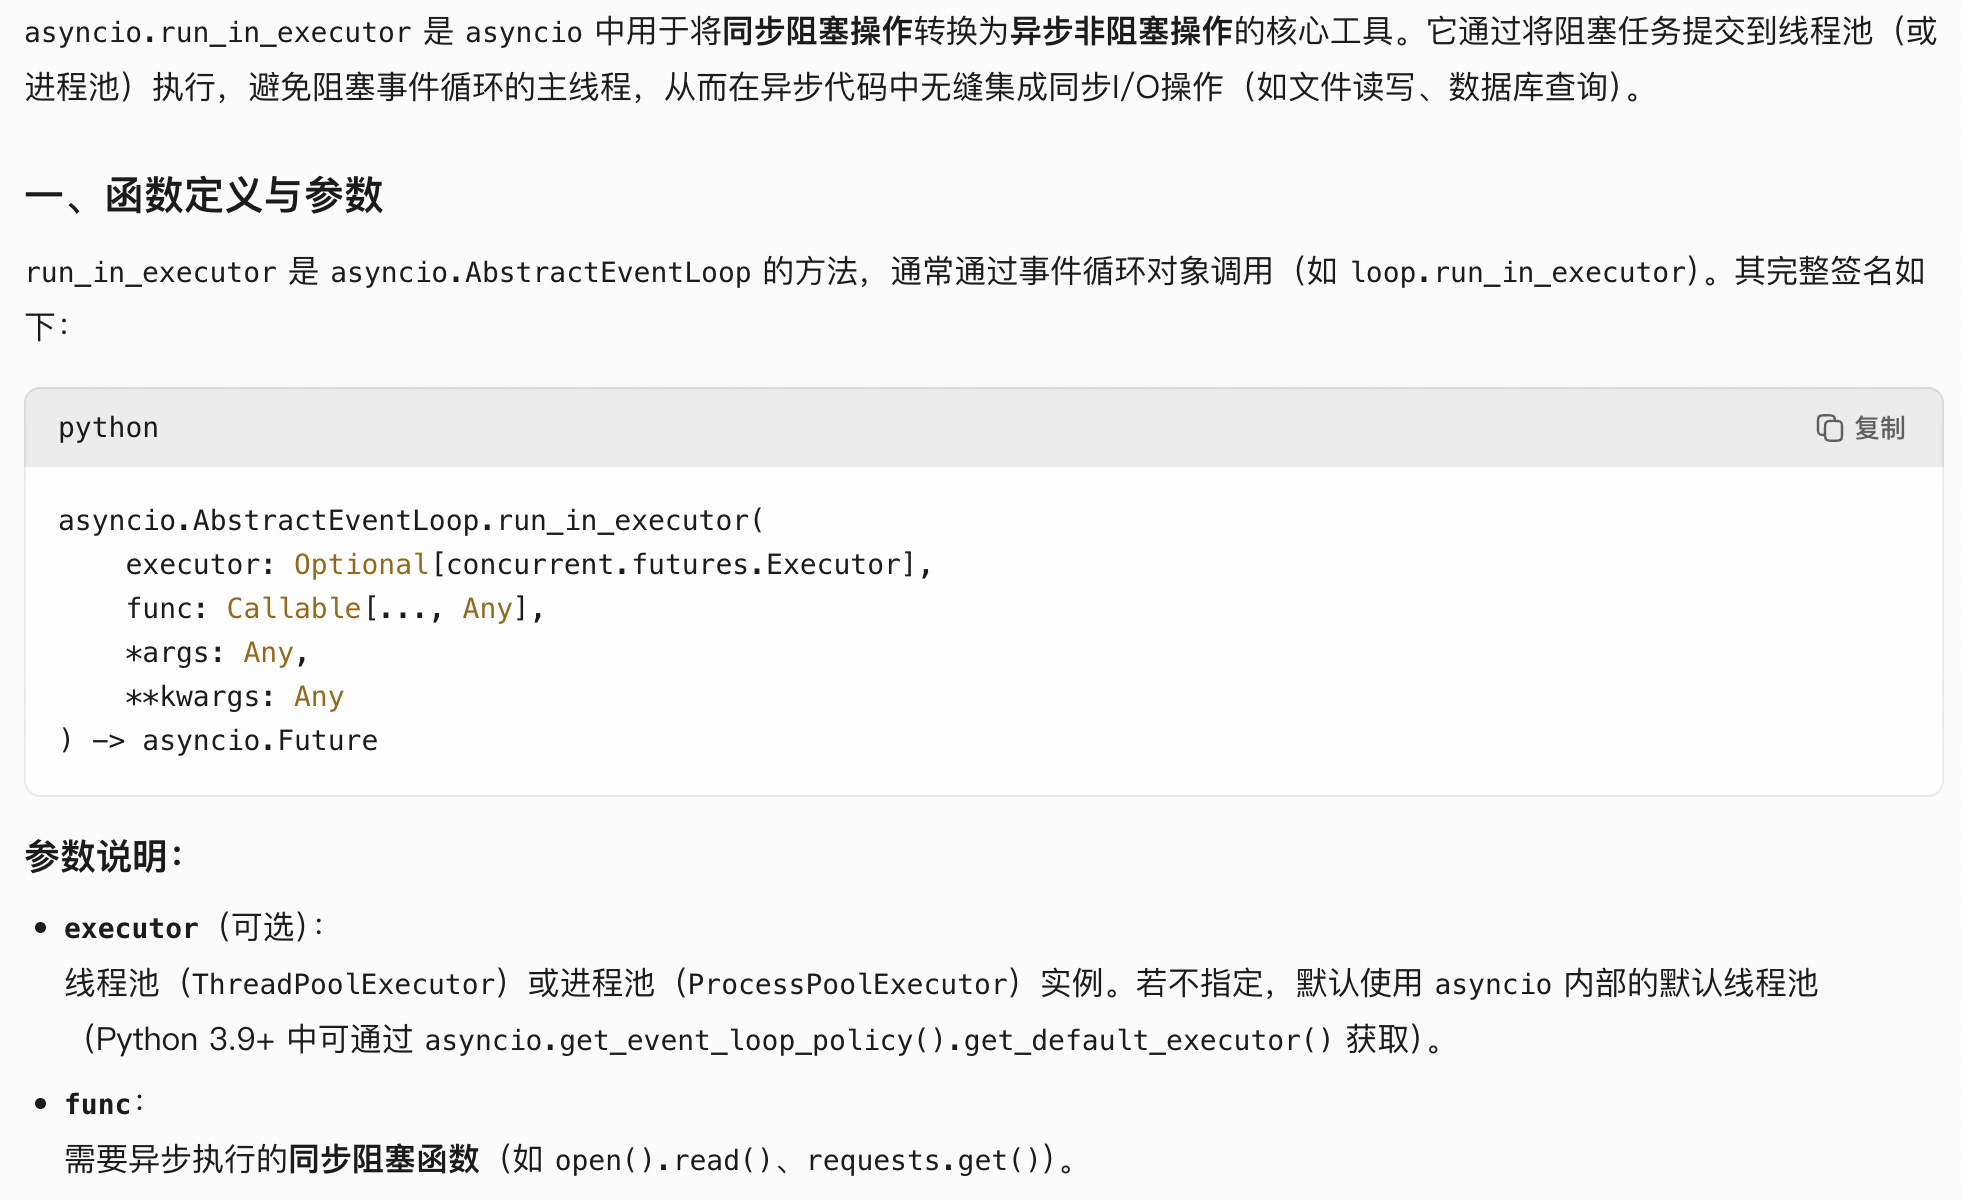 asyncio.run_in_executor 是 asyncio 中用于将同步阻塞操作转换为异步非阻塞操作的核心工具。它通过将阻塞任务提交到线程池（或
进程池）执行，避免阻塞事件循环的主线程，从而在异步代码中无缝集成同步I/O操作（如文件读写、数据库查询）。
一、函数定义与参数
run_in_executor 是 asyncio.AbstractEventLoop 的方法，通常通过事件循环对象调用（如 loop.run_in_executor）。其完整签名如
下：
python
复制
asyncio.AbstractEventLoop.run_in_executor(
    executor: Optional[concurrent.futures.Executor],
    func: Callable[..., Any],
    *args: Any,
    **kwargs: Any
) -> asyncio.Future
参数说明：
• executor（可选）：
线程池（ThreadPoolExecutor）或进程池（ProcessPoolExecutor）实例。若不指定，默认使用 asyncio 内部的默认线程池
（Python 3.9+ 中可通过 asyncio.get_event_loop_policy().get_default_executor() 获取）。
• func：
需要异步执行的同步阻塞函数（如 open().read()、requests.get()）。